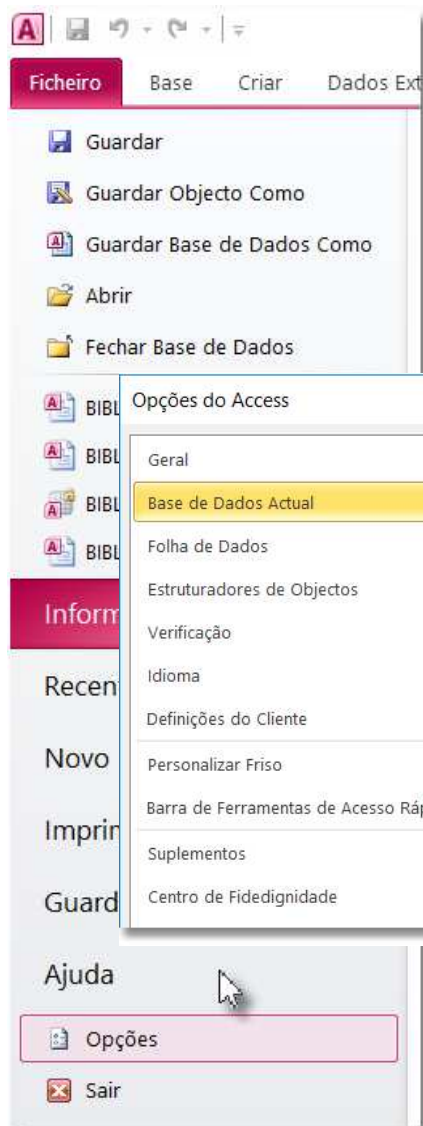 Ficheiro Base Criar Dados Ext
Guardar
Guardar Objecto Como
Guardar Base de Dados Como
Abrir
Fechar Base de Dados
BIBL
BIBL
BIBL
BIBL
Opções do Access
Geral
Base de Dados Actual
Folha de Dados
Estruturadores de Objectos
Verificação
Idioma
Definições do Cliente
Personalizar Friso
Barra de Ferramentas de Acesso Ráp
Suplementos
Centro de Fidedignidade
Inform
Recen
Novo
Imprim
Guard
Ajuda
Opções
Sair